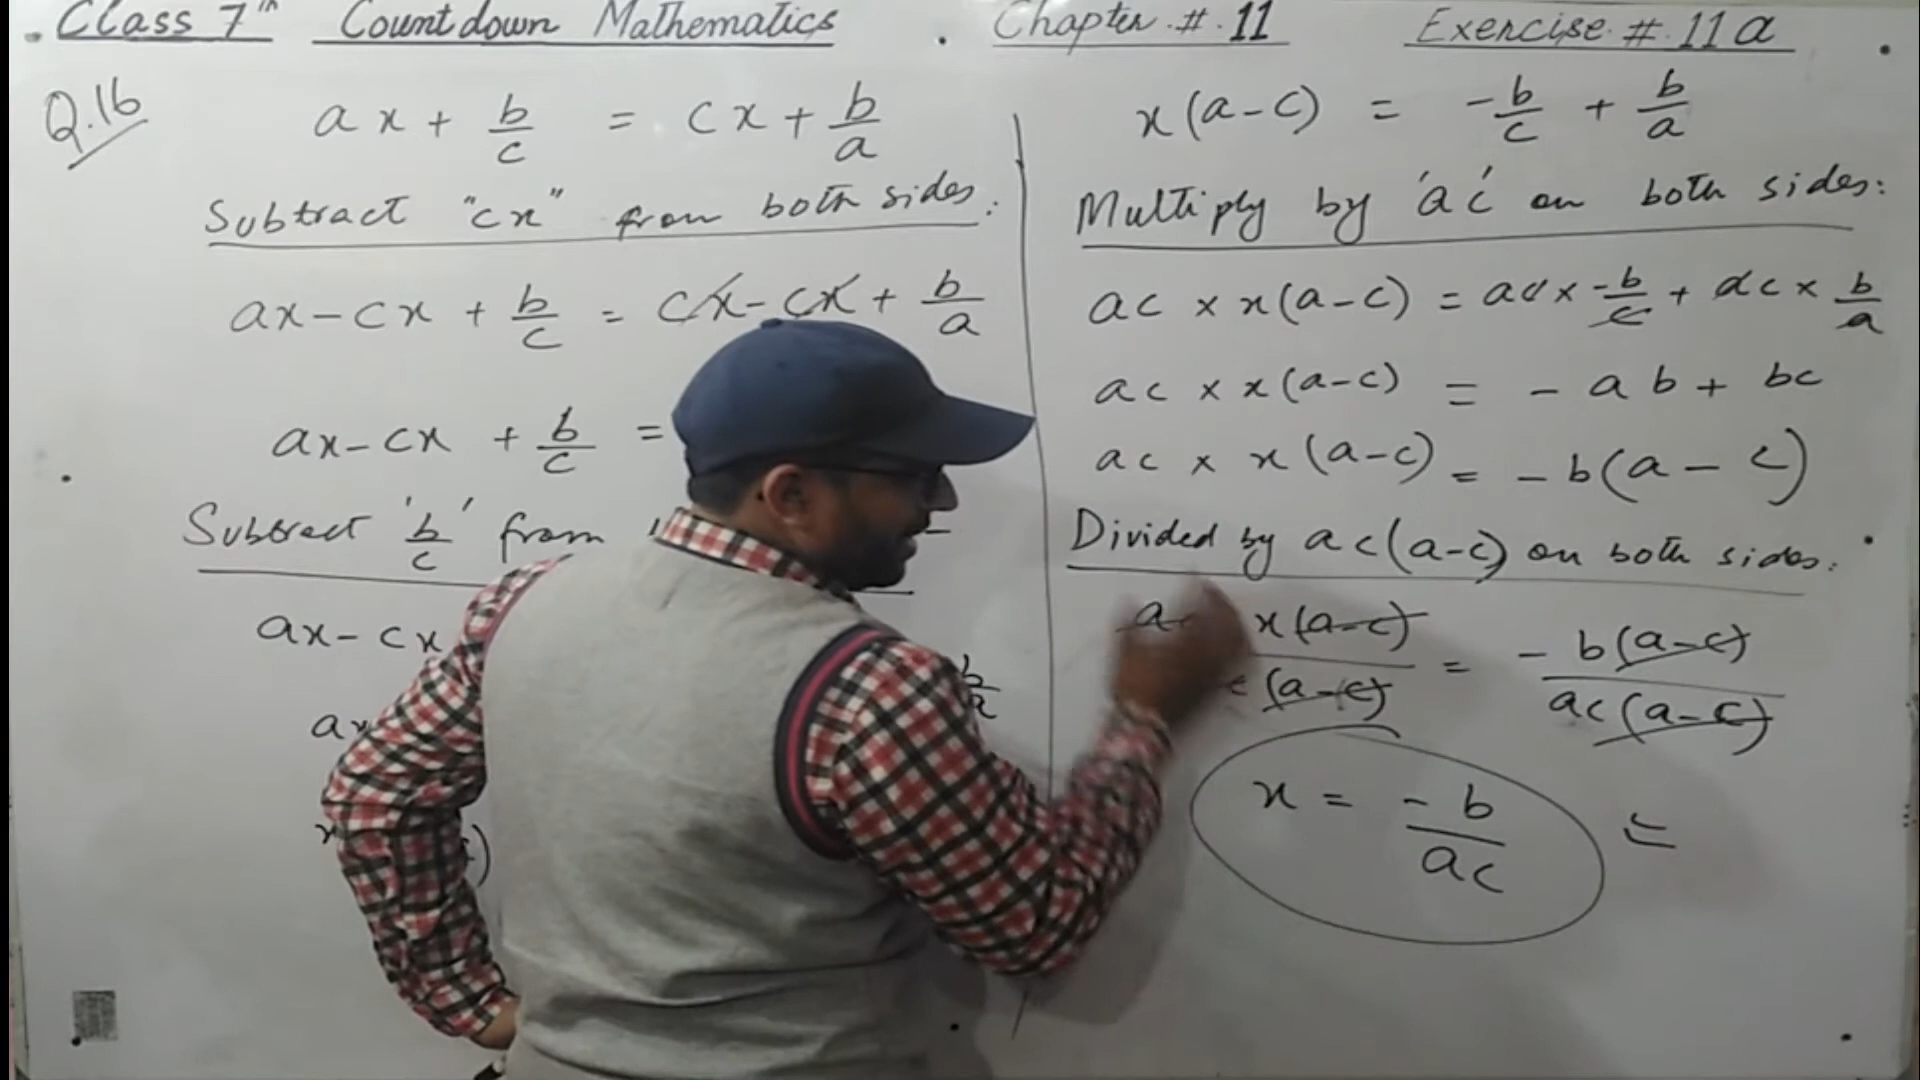 Class 7th Countdown Mathematics . Chapter # 11 Exercise # 11a
Q.16
ax + b/c = cx + b/a
Subtract "cx" from both sides:
ax - cx + b/c = cx - cx + b/a
ax - cx + b/c =
Subtract 'b/c' from
ax - cx
x(a-c) = -b/c + b/a
Multiply by 'ac' on both sides:
ac × x(a-c) = ac × -b/c + ac × b/a
ac × x(a-c) = - ab + bc
ac × x(a-c) = -b(a - c)
Divided by ac(a-c) on both sides:
x(a-c)/c(a-c) = -b(a-c)/ac(a-c)
x = -b/ac